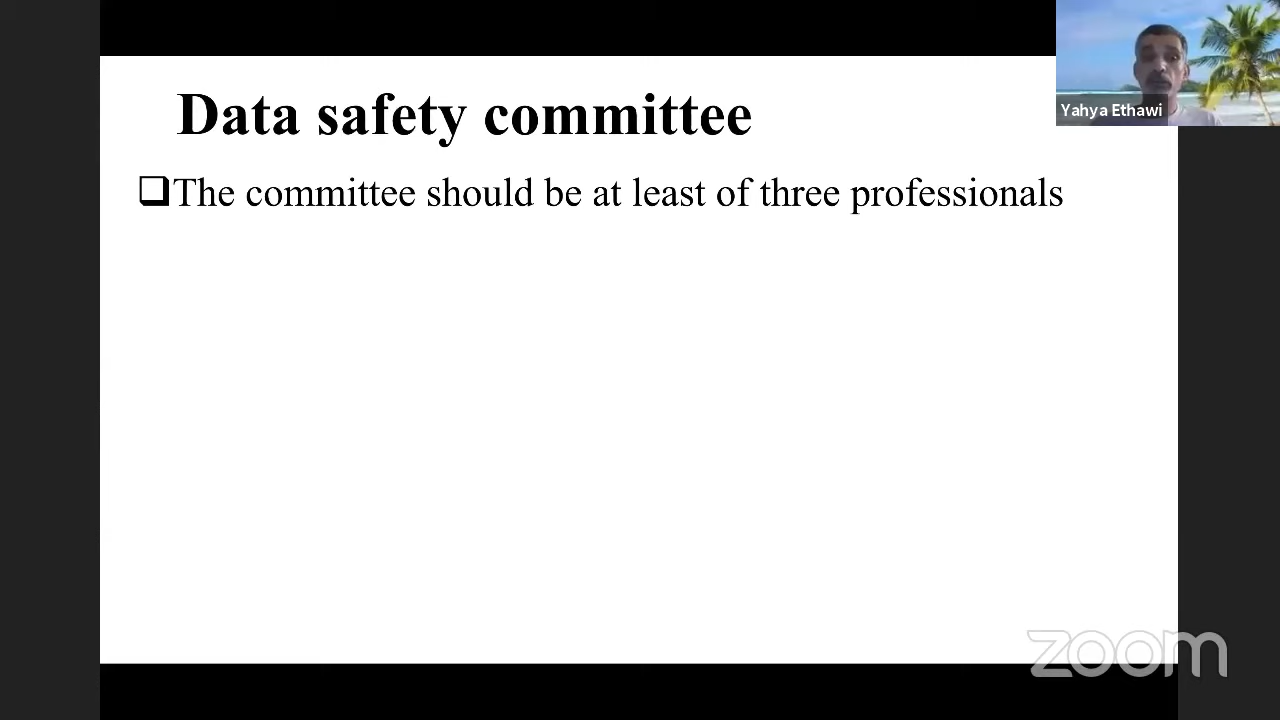 Data safety committee
Yahya Ethawi
❑The committee should be at least of three professionals
zoom